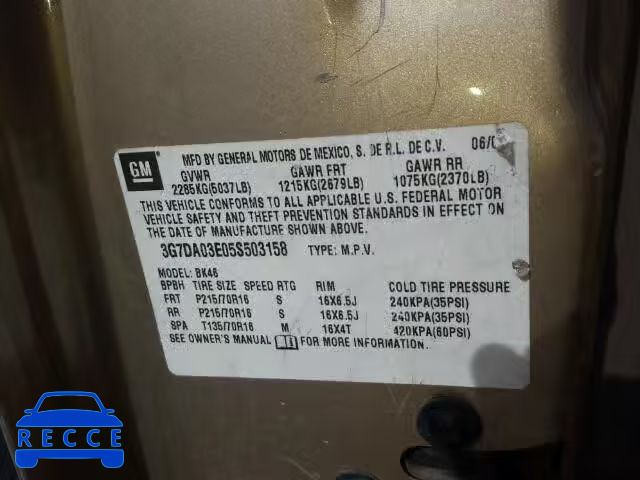 GM
MFD BY GENERAL MOTORS DE MEXICO, S. DE R.L. DE C.V. 06/0
GVWR GAWR FRT GAWR RR
2285KG(5037LB) 1215KG(2679LB) 1075KG(2370LB)
THIS VEHICLE CONFORMS TO ALL APPLICABLE U.S. FEDERAL MOTOR
VEHICLE SAFETY AND THEFT PREVENTION STANDARDS IN EFFECT ON
THE DATE OF MANUFACTURE SHOWN ABOVE.
3G7DA03E05S503158 TYPE: M.P.V.
MODEL: BK46
BPBH TIRE SIZE SPEED RTG RIM COLD TIRE PRESSURE
FRT P215/70R16 S 16X6.5J 240KPA(35PSI)
RR P215/70R16 S 16X6.5J 240KPA(35PSI)
SPA T135/70R16 M 16X4T 420KPA(60PSI)
SEE OWNER'S MANUAL FOR MORE INFORMATION.
RECCE